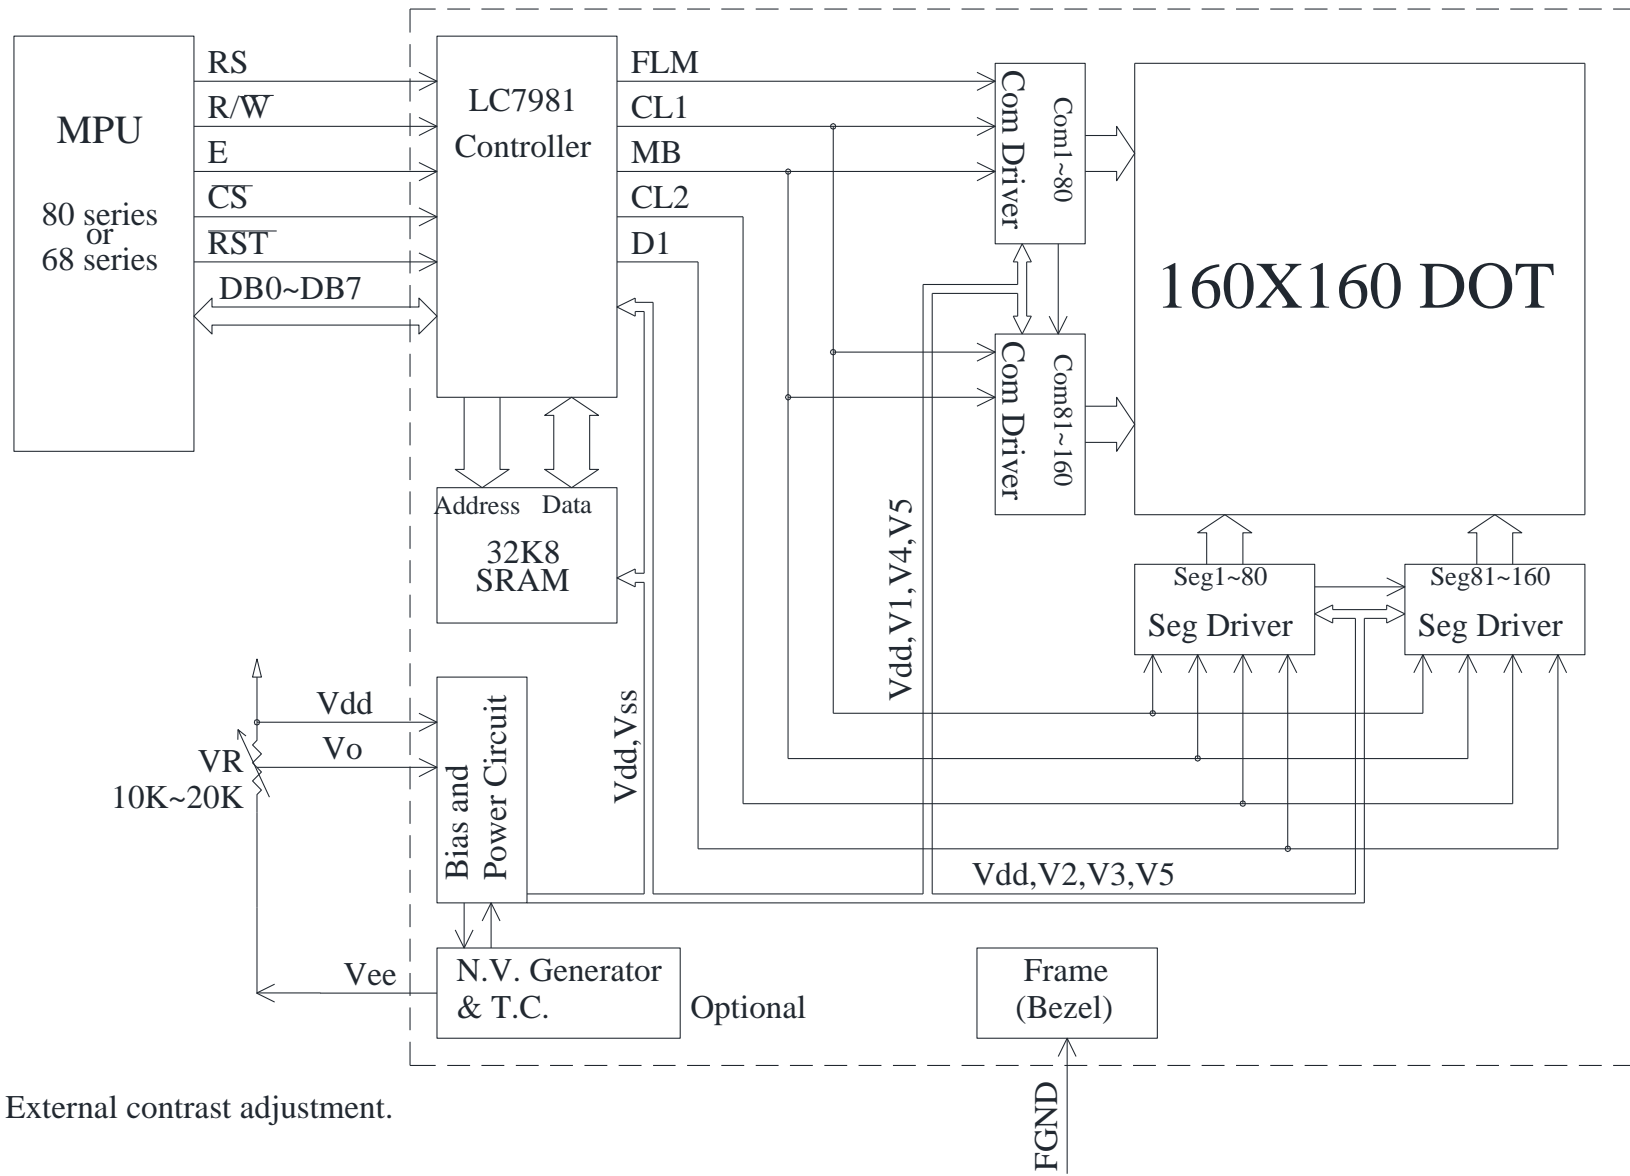 MPU
80 series
or
68 series
RS
R/W̅
E
C̅S̅
R̅S̅T̅
DB0~DB7
LC7981
Controller
FLM
CL1
MB
CL2
D1
Com Driver
Com1~80
Com Driver
Com81~160
160X160 DOT
Address
Data
32K8
SRAM
Seg1~80
Seg Driver
Seg81~160
Seg Driver
Vdd,V1,V4,V5
Vdd,Vss
Vdd
Vo
VR
10K~20K
Bias and
Power Circuit
Vdd,V2,V3,V5
Vee
N.V. Generator
& T.C.
Optional
Frame
(Bezel)
FGND
External contrast adjustment.